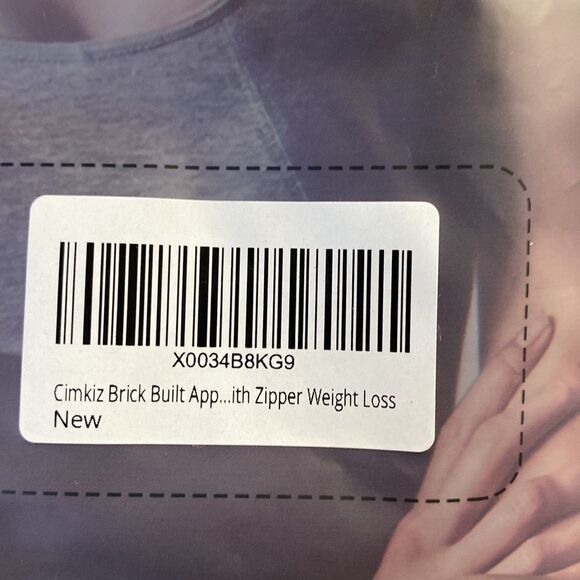 X0034B8KG9
Cimkiz Brick Built App...ith Zipper Weight Loss
New